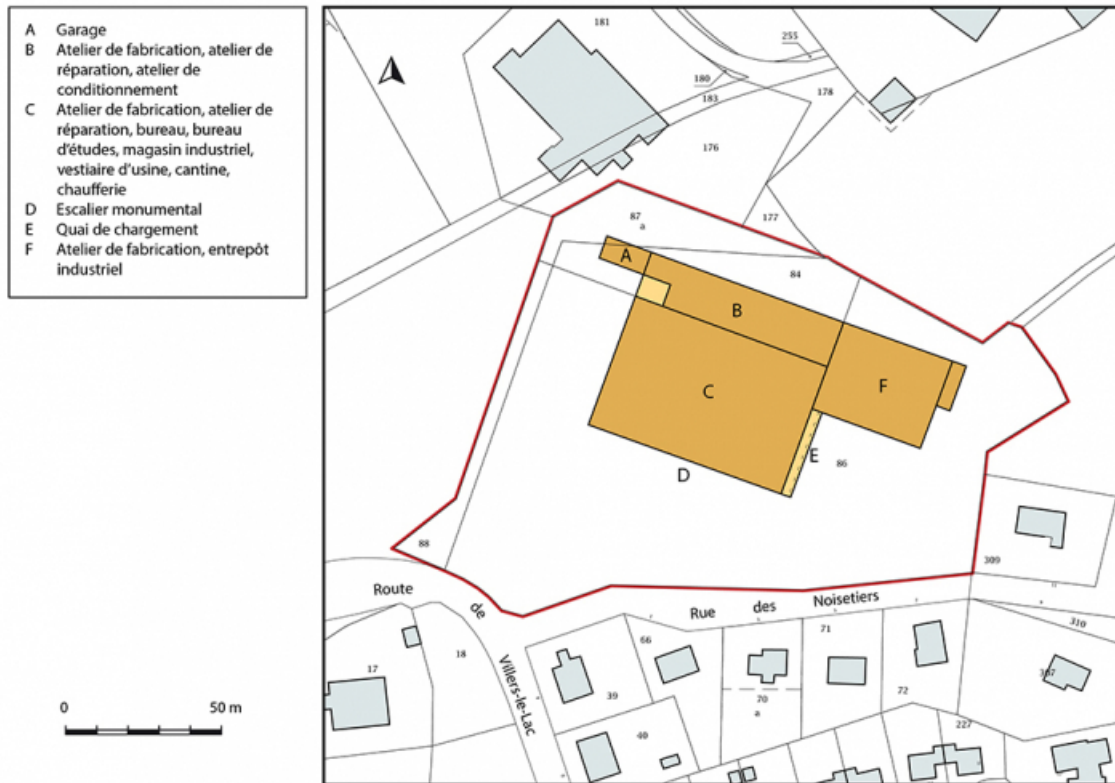 A Garage
B Atelier de fabrication, atelier de
réparation, atelier de
conditionnement
C Atelier de fabrication, atelier de
réparation, bureau, bureau
d'études, magasin industriel,
vestiaire d'usine, cantine,
chaufferie
D Escalier monumental
E Quai de chargement
F Atelier de fabrication, entrepôt
industriel
181
255
180
183
178
176
177
87
a
84
A
B
C
F
D
E
86
88
309
Route
de
Villers-le-Lac
Rue des Noisetiers
310
66
71
17
18
39
70
a
72
40
227
0 50 m